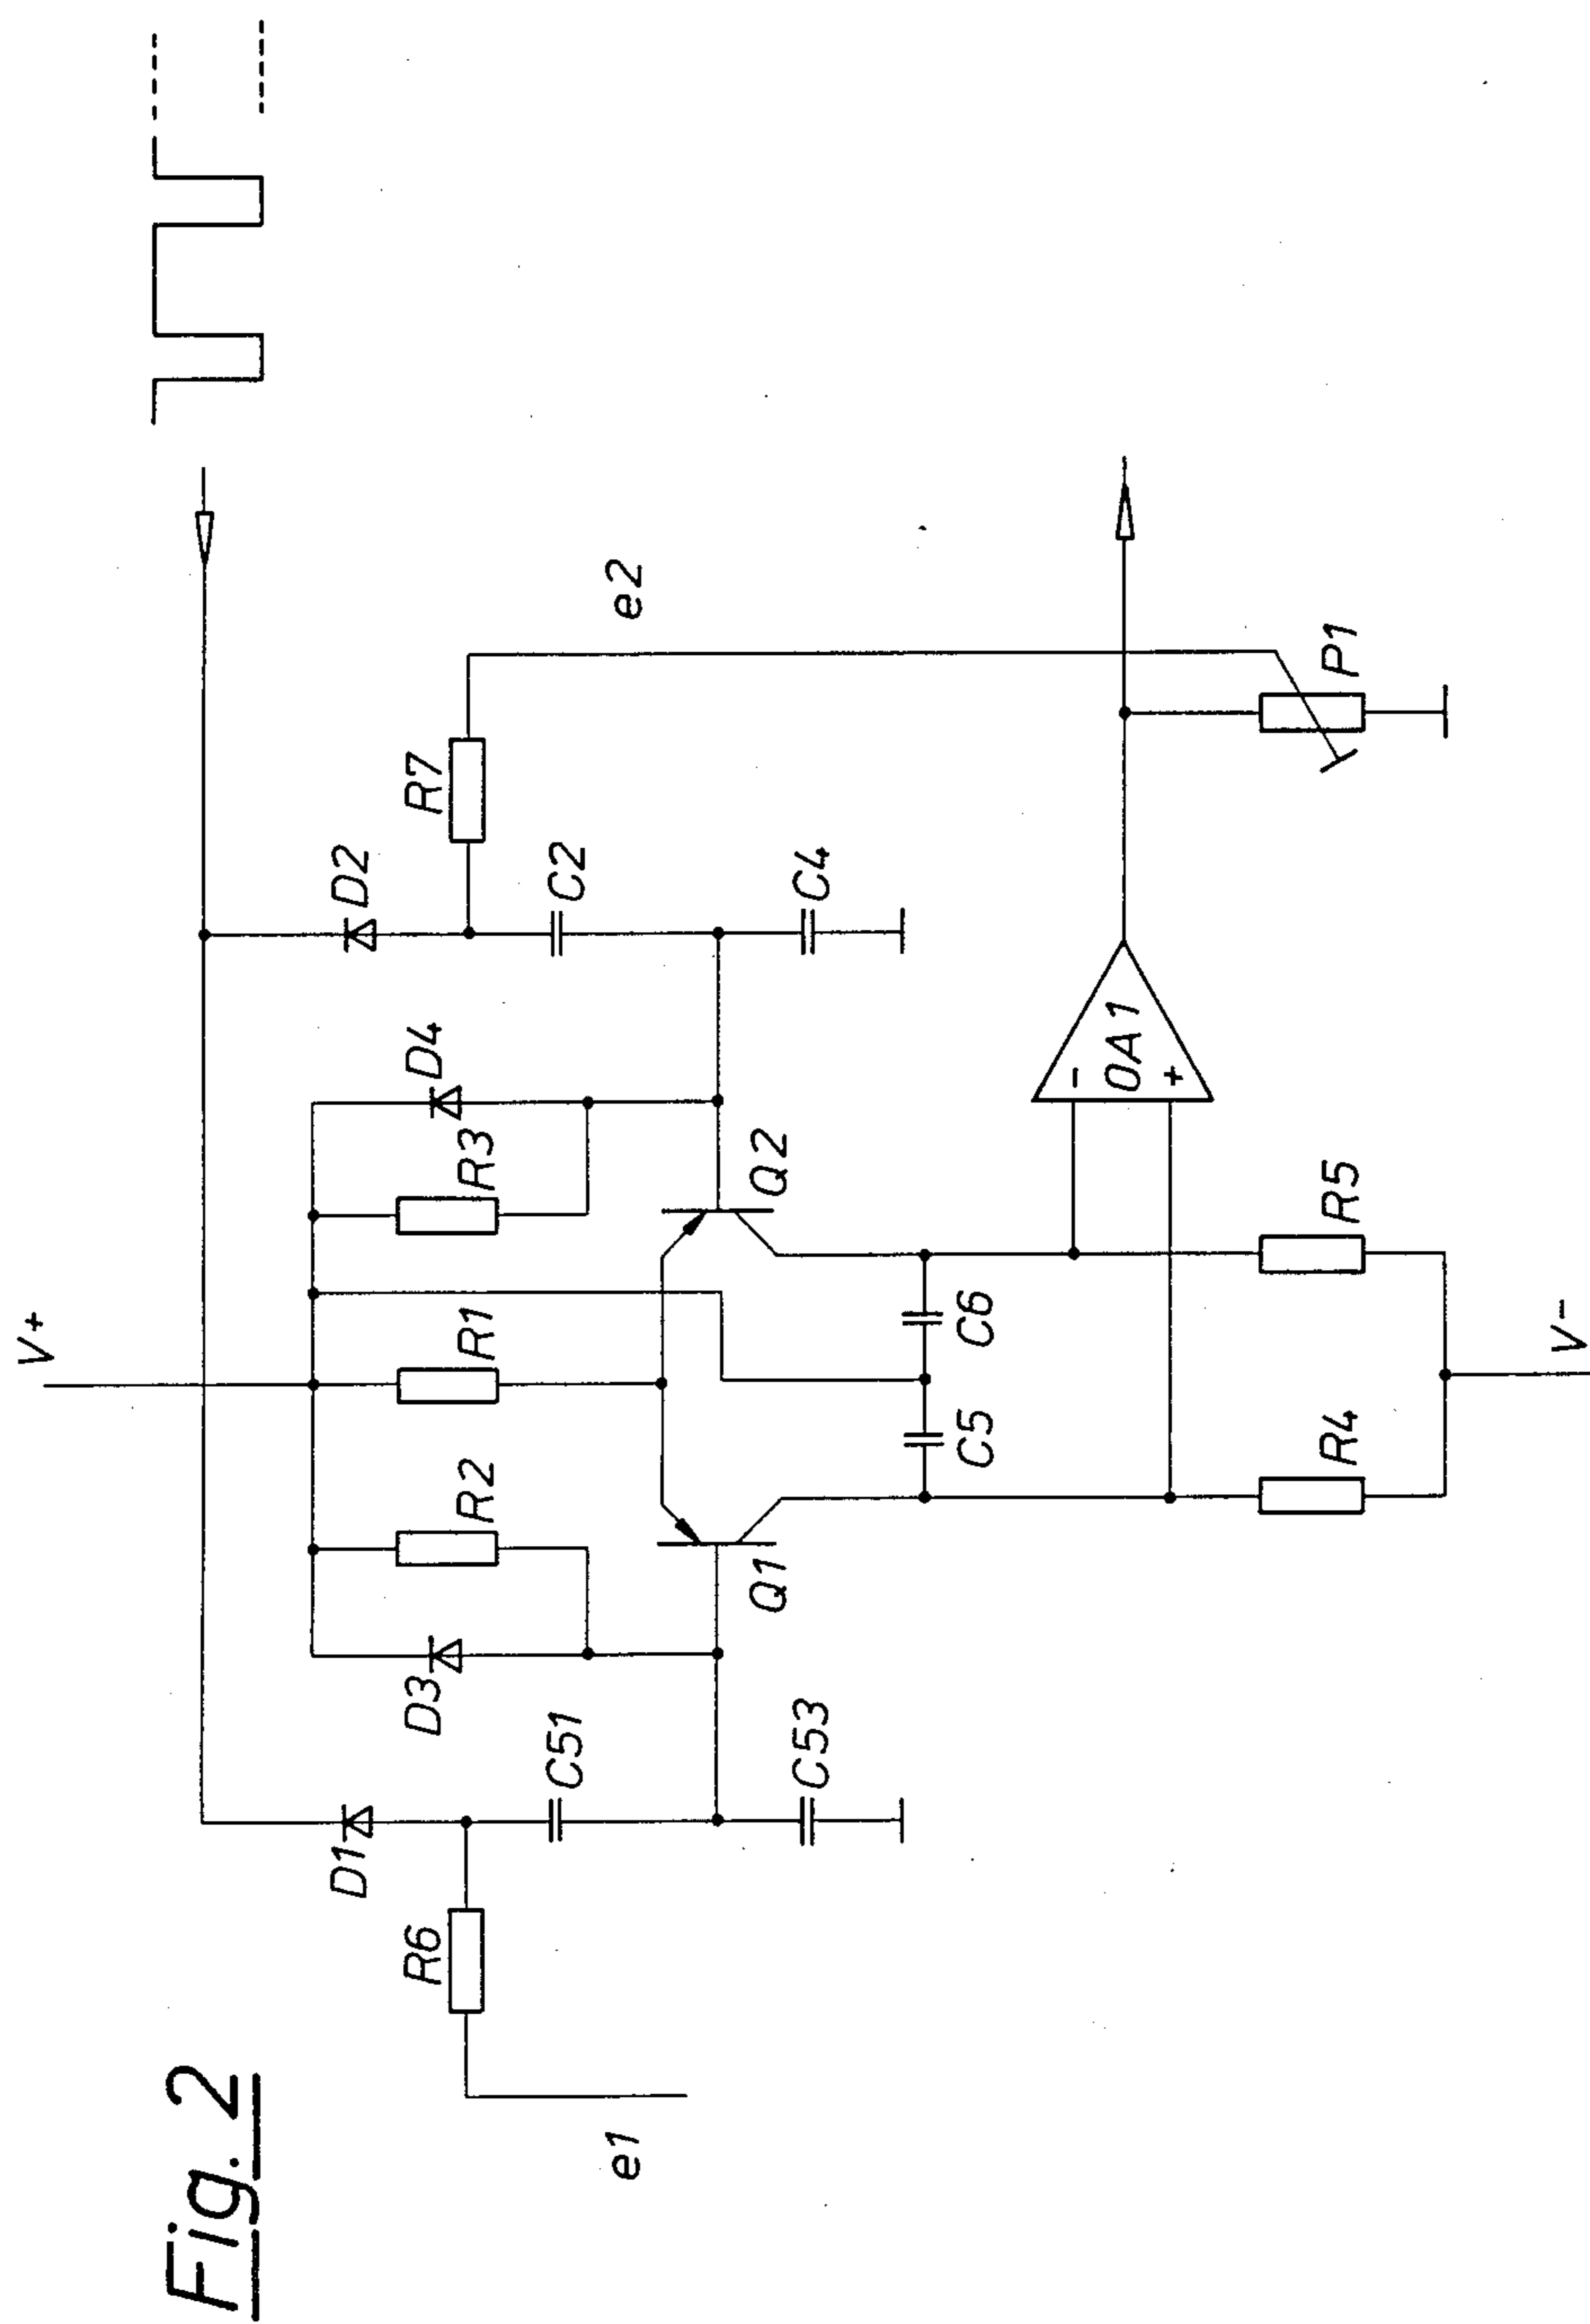 Fig. 2
V+
D1
D2
R6
D3
R2
R1
R3
D4
R7
C51
C2
e1
e2
Q1
Q2
C53
C4
C5
C6
-
OA1
+
R4
R5
P1
V-